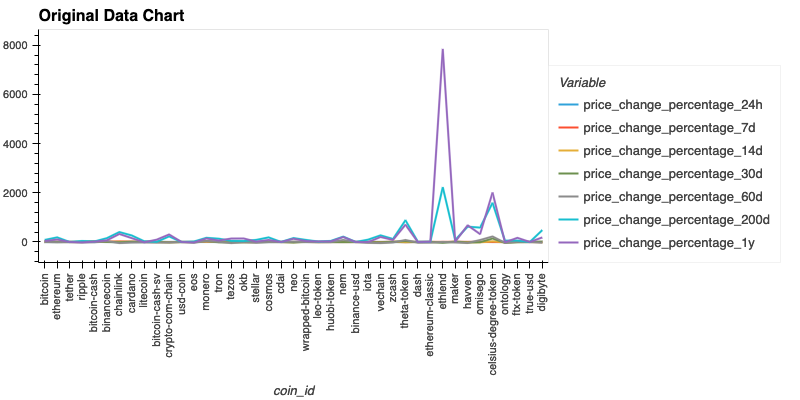 Original Data Chart
8000
6000
4000
2000
0
Variable
price_change_percentage_24h
price_change_percentage_7d
price_change_percentage_14d
price_change_percentage_30d
price_change_percentage_60d
price_change_percentage_200d
price_change_percentage_1y
bitcoin
ethereum
tether
ripple
bitcoin-cash
binancecoin
chainlink
cardano
litecoin
bitcoin-cash-sv
crypto-com-chain
usd-coin
eos
monero
tron
tezos
okb
stellar
cosmos
cdai
neo
wrapped-bitcoin
leo-token
huobi-token
nem
binance-usd
iota
vechain
zcash
theta-token
dash
ethereum-classic
ethlend
maker
havven
omisego
celsius-degree-token
ontology
ftx-token
true-usd
digibyte
coin_id